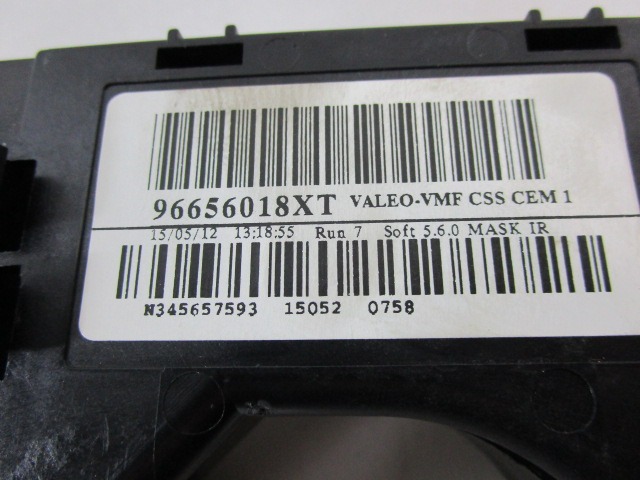 96656018XT VALEO-VMF CSS CEM 1
15/05/12 13:18:55 Run 7 Soft 5.6.0 MASK IR
N345657593 15052 0758